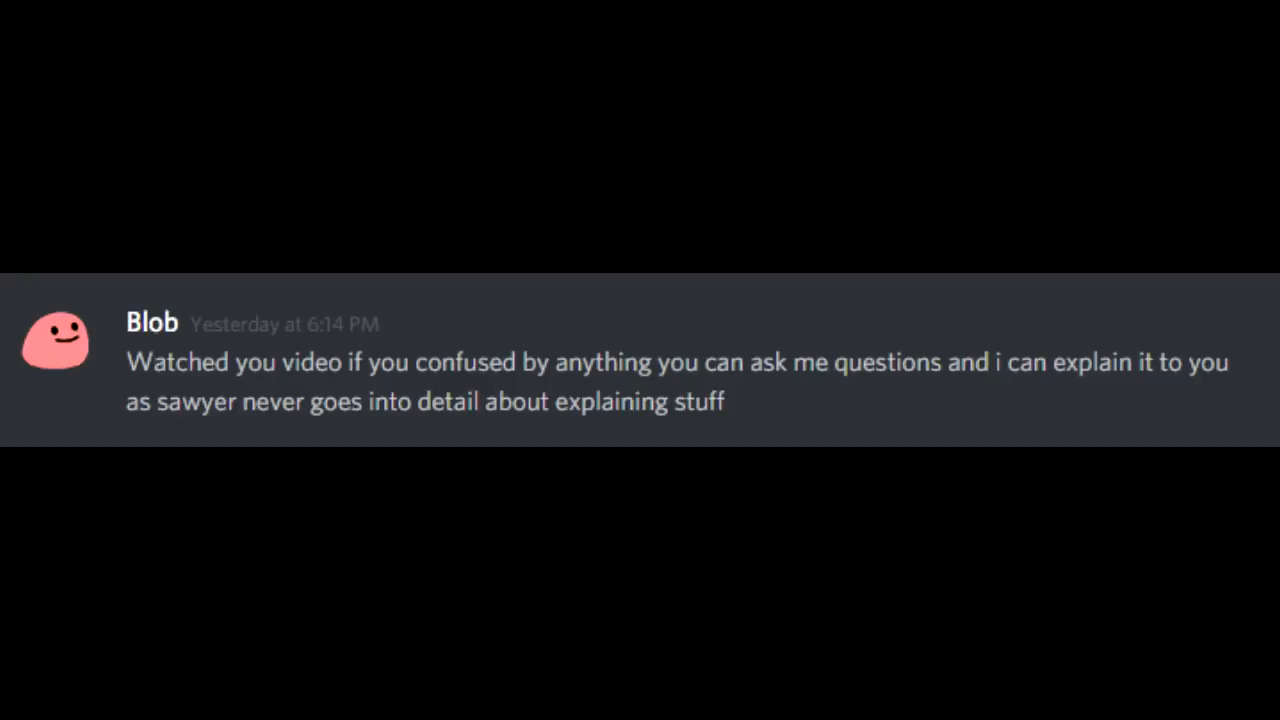 Blob Yesterday at 6:14 PM
Watched you video if you confused by anything you can ask me questions and i can explain it to you
as sawyer never goes into detail about explaining stuff